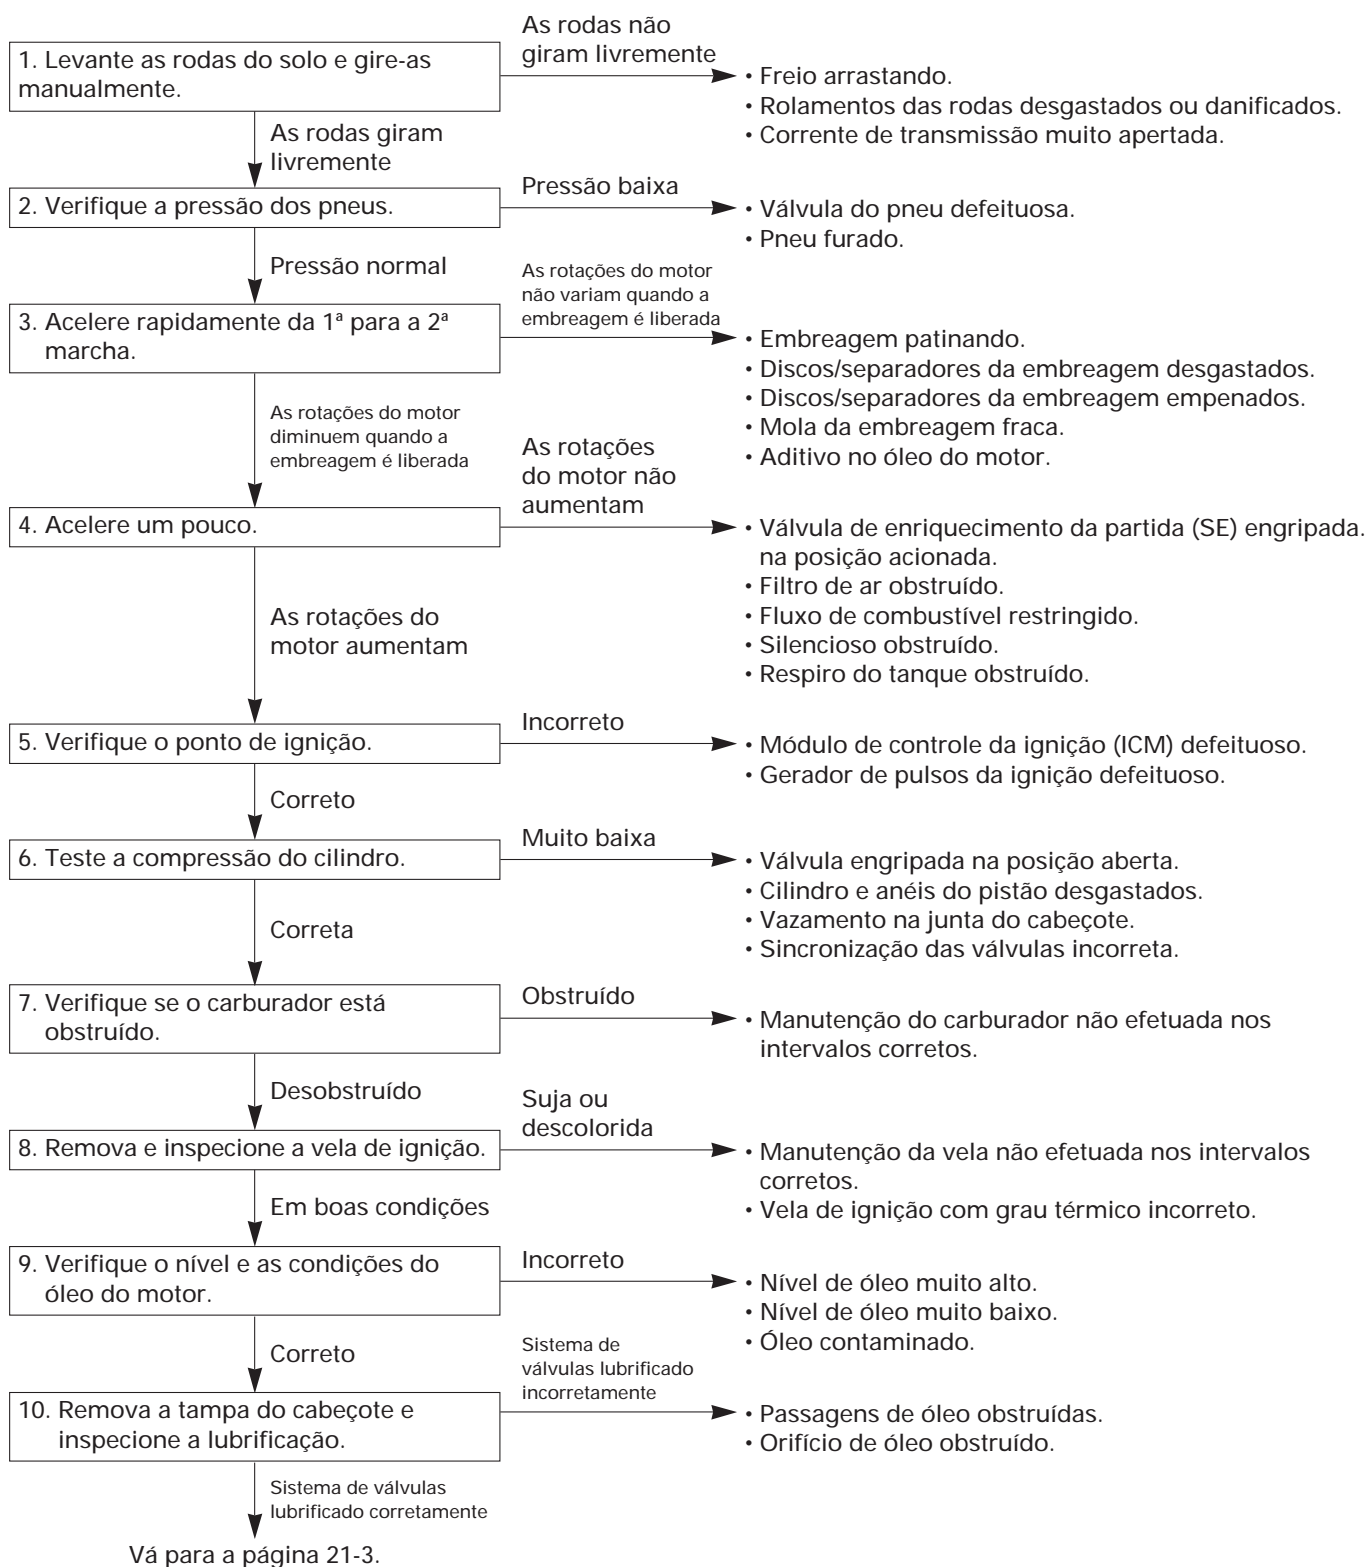 As rodas não
giram livremente
1. Levante as rodas do solo e gire-as
manualmente.
• Freio arrastando.
• Rolamentos das rodas desgastados ou danificados.
• Corrente de transmissão muito apertada.
As rodas giram
livremente
Pressão baixa
2. Verifique a pressão dos pneus.
• Válvula do pneu defeituosa.
• Pneu furado.
Pressão normal
As rotações do motor
não variam quando a
embreagem é liberada
3. Acelere rapidamente da 1ª para a 2ª
marcha.
• Embreagem patinando.
• Discos/separadores da embreagem desgastados.
• Discos/separadores da embreagem empenados.
• Mola da embreagem fraca.
• Aditivo no óleo do motor.
As rotações do motor
diminuem quando a
embreagem é liberada
As rotações
do motor não
aumentam
4. Acelere um pouco.
• Válvula de enriquecimento da partida (SE) engripada.
na posição acionada.
• Filtro de ar obstruído.
• Fluxo de combustível restringido.
• Silencioso obstruído.
• Respiro do tanque obstruído.
As rotações do
motor aumentam
Incorreto
5. Verifique o ponto de ignição.
• Módulo de controle da ignição (ICM) defeituoso.
• Gerador de pulsos da ignição defeituoso.
Correto
Muito baixa
6. Teste a compressão do cilindro.
• Válvula engripada na posição aberta.
• Cilindro e anéis do pistão desgastados.
• Vazamento na junta do cabeçote.
• Sincronização das válvulas incorreta.
Correta
Obstruído
7. Verifique se o carburador está
obstruído.
• Manutenção do carburador não efetuada nos
intervalos corretos.
Desobstruído
Suja ou
descolorida
8. Remova e inspecione a vela de ignição.
• Manutenção da vela não efetuada nos intervalos
corretos.
• Vela de ignição com grau térmico incorreto.
Em boas condições
Incorreto
9. Verifique o nível e as condições do
óleo do motor.
• Nível de óleo muito alto.
• Nível de óleo muito baixo.
• Óleo contaminado.
Correto
Sistema de
válvulas lubrificado
incorretamente
10. Remova a tampa do cabeçote e
inspecione a lubrificação.
• Passagens de óleo obstruídas.
• Orifício de óleo obstruído.
Sistema de válvulas
lubrificado corretamente
Vá para a página 21-3.